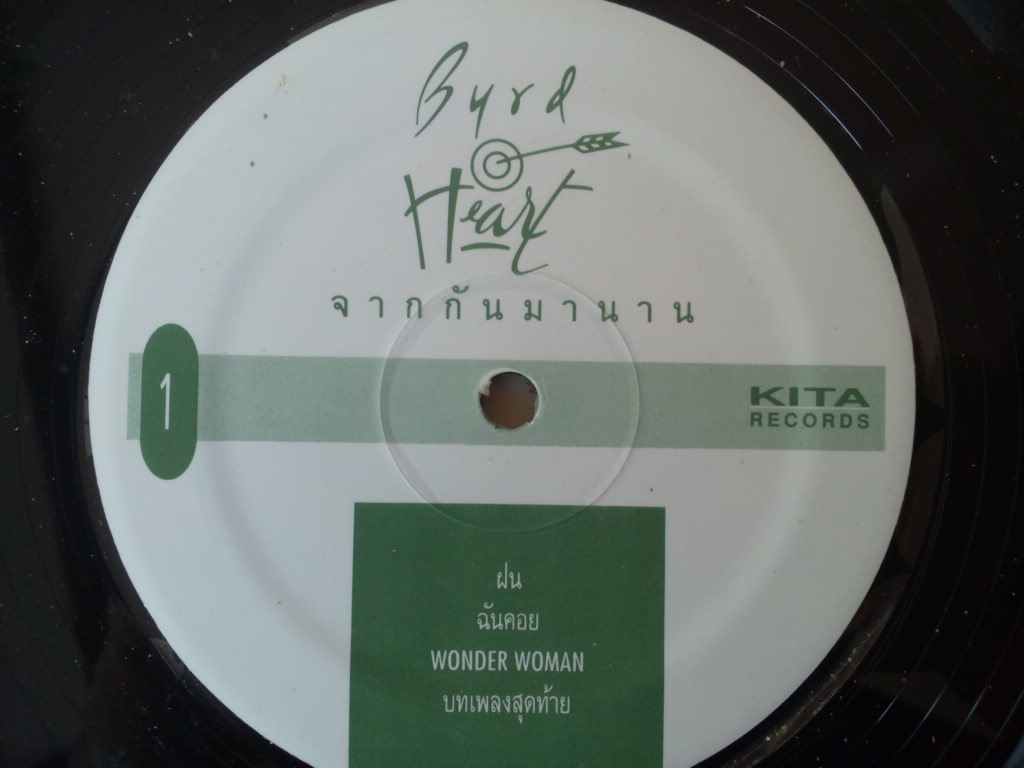 Byrd
Heart
จากกันมานาน
1
KITA
RECORDS
ฝน
ฉันคอย
WONDER WOMAN
บทเพลงสุดท้าย